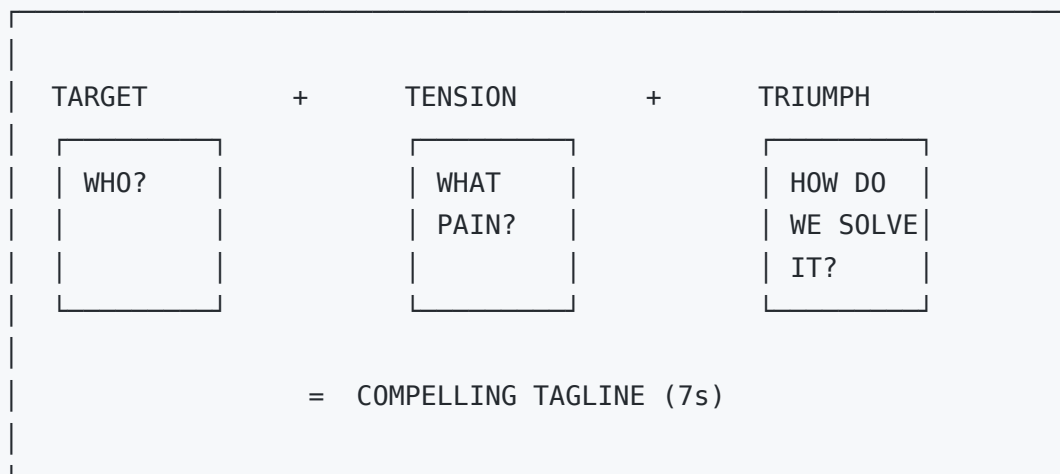 TARGET + TENSION + TRIUMPH
WHO? WHAT HOW DO
PAIN? WE SOLVE
IT?
= COMPELLING TAGLINE (7s)